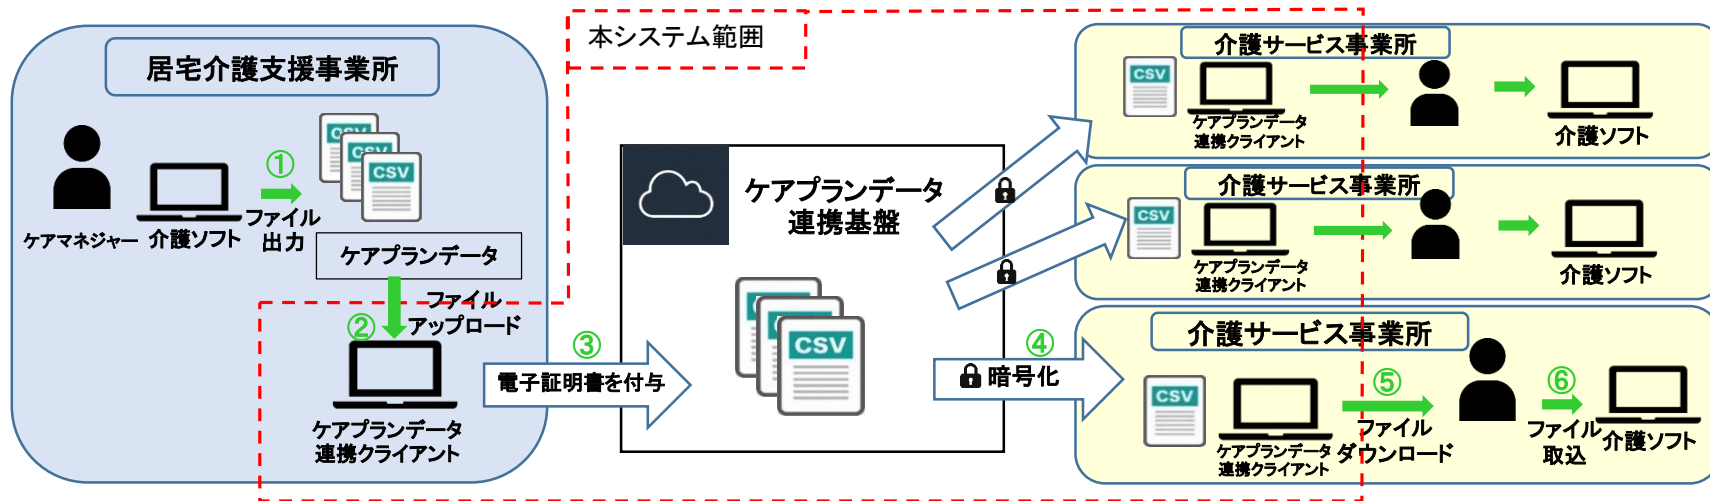 本システム範囲
居宅介護支援事業所
①
ファイル
出力
CSV
CSV
CSV
ケアマネジャー
介護ソフト
ケアプランデータ
②
ファイル
アップロード
ケアプランデータ
連携クライアント
③
電子証明書を付与
ケアプランデータ
連携基盤
CSV
④
暗号化
介護サービス事業所
CSV
ケアプランデータ
連携クライアント
介護ソフト
介護サービス事業所
CSV
ケアプランデータ
連携クライアント
介護ソフト
介護サービス事業所
CSV
ケアプランデータ
連携クライアント
⑤
ファイル
ダウンロード
⑥
ファイル
取込
介護ソフト